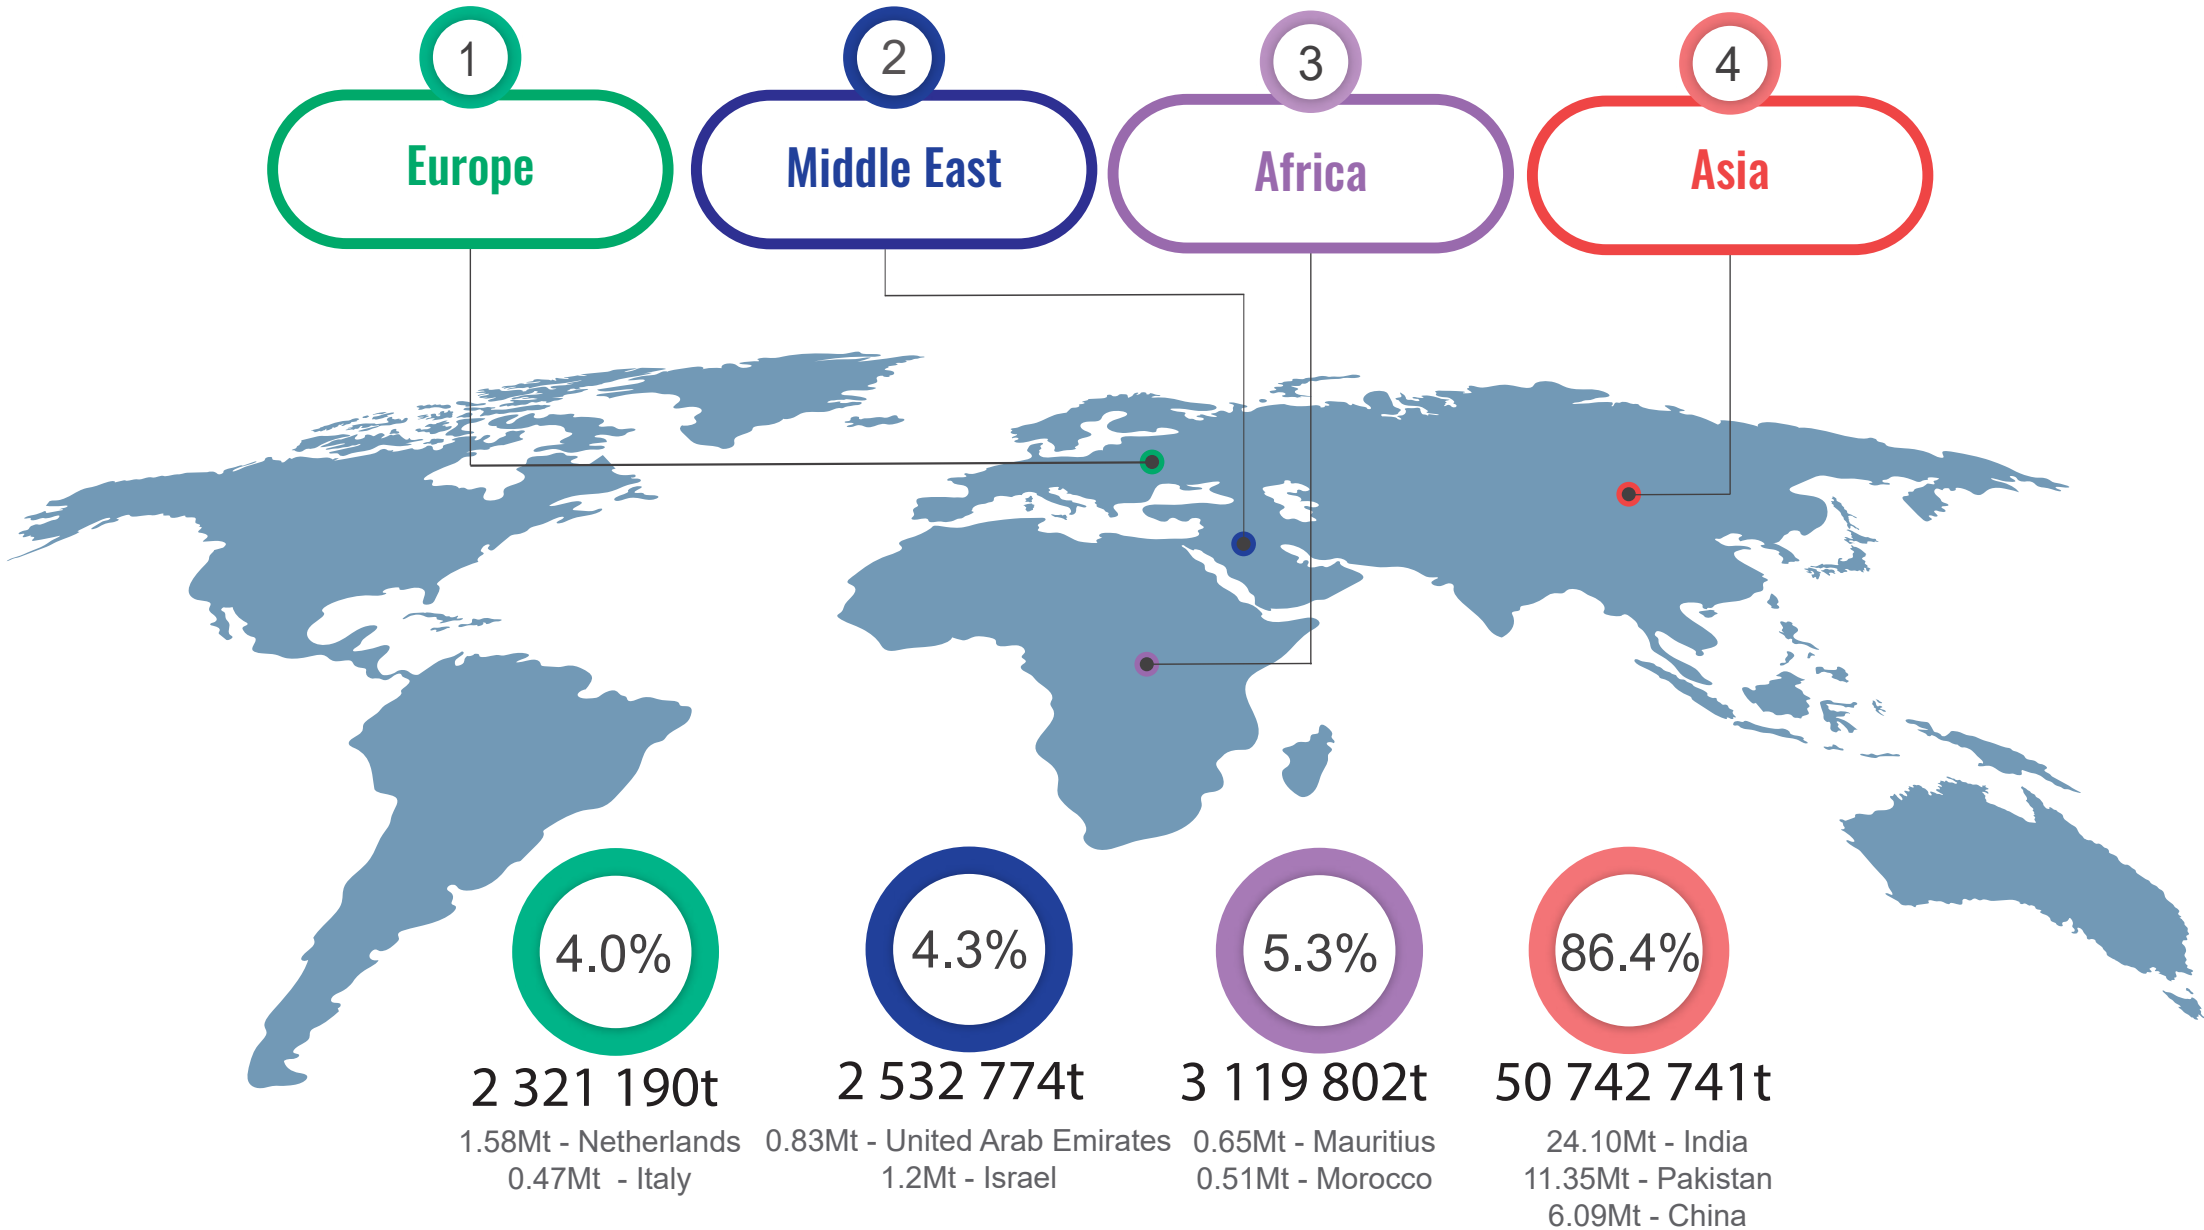 1
Europe
2
Middle East
3
Africa
4
Asia
4.0%
2 321 190t
1.58Mt - Netherlands
0.47Mt - Italy
4.3%
2 532 774t
0.83Mt - United Arab Emirates
1.2Mt - Israel
5.3%
3 119 802t
0.65Mt - Mauritius
0.51Mt - Morocco
86.4%
50 742 741t
24.10Mt - India
11.35Mt - Pakistan
6.09Mt - China